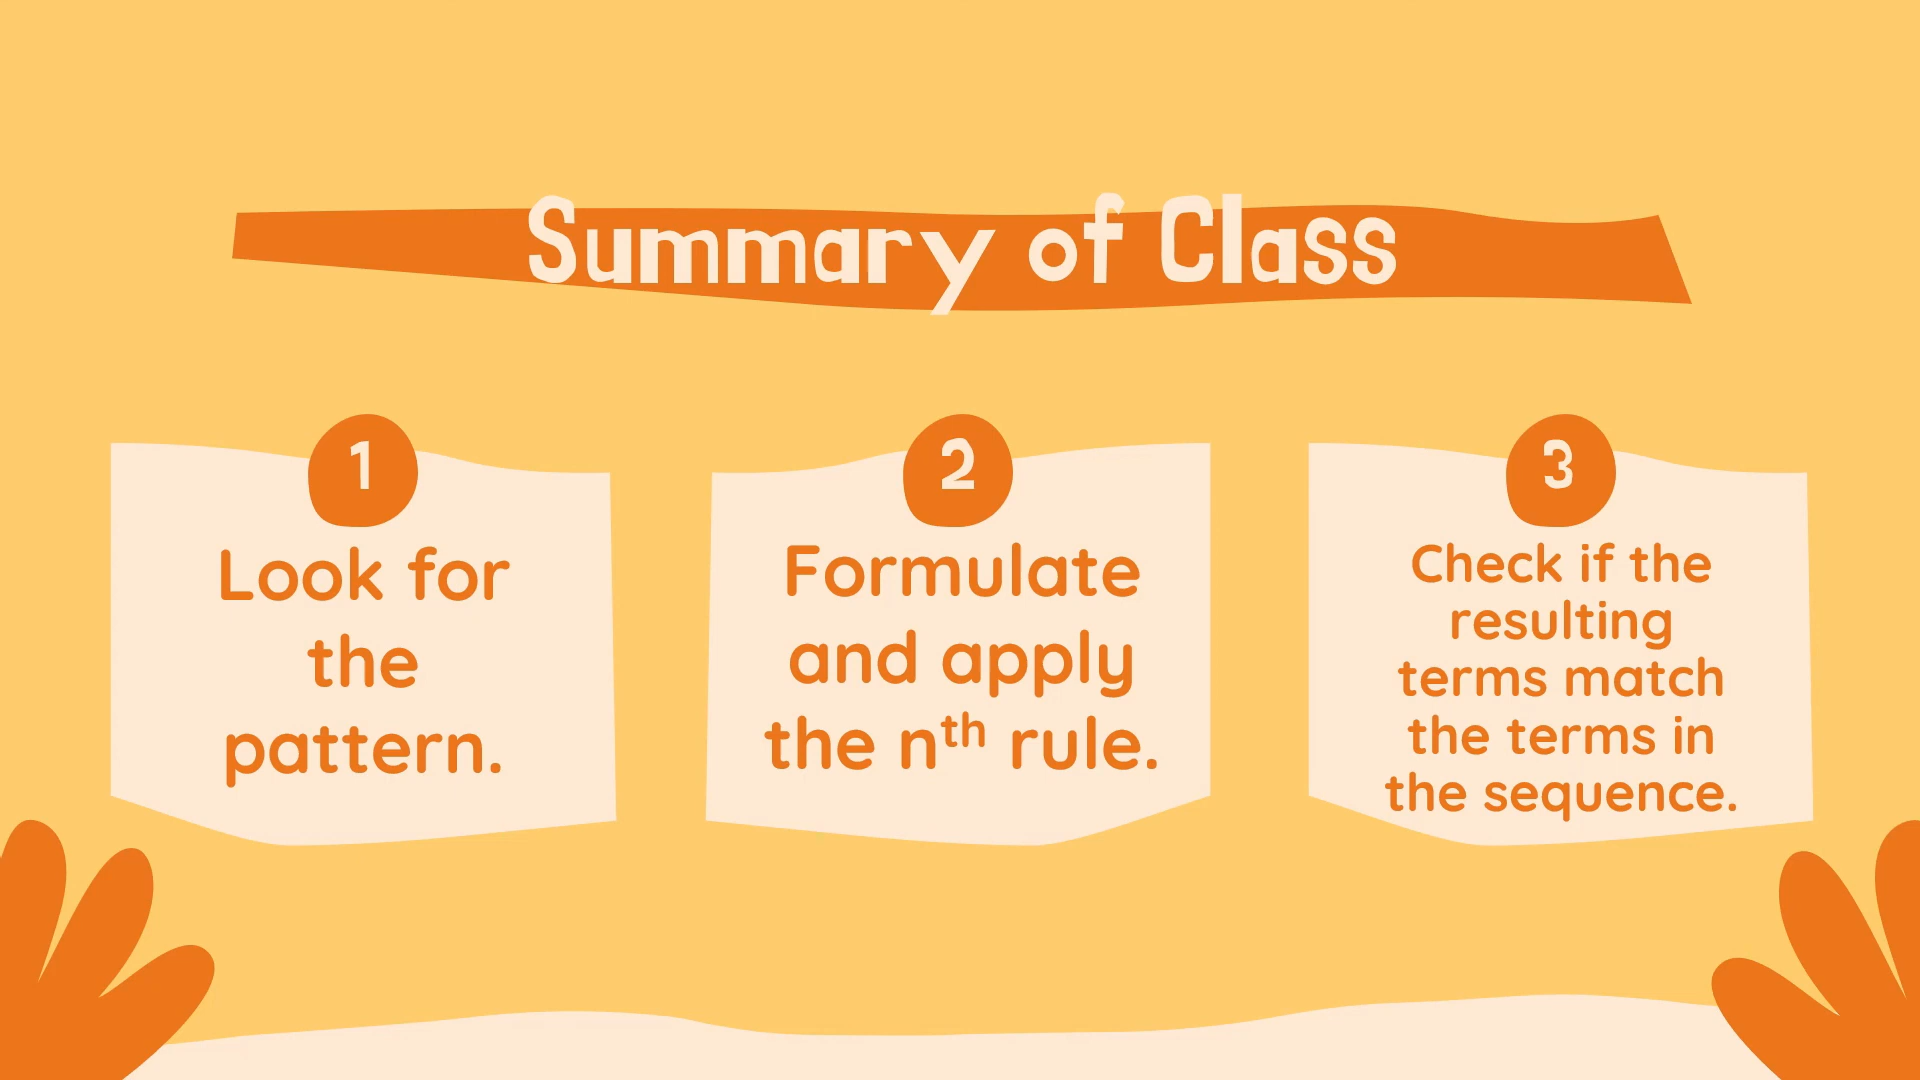 Summary of Class
1
Look for
the
pattern.
2
Formulate
and apply
the nᵗʰ rule.
3
Check if the
resulting
terms match
the terms in
the sequence.